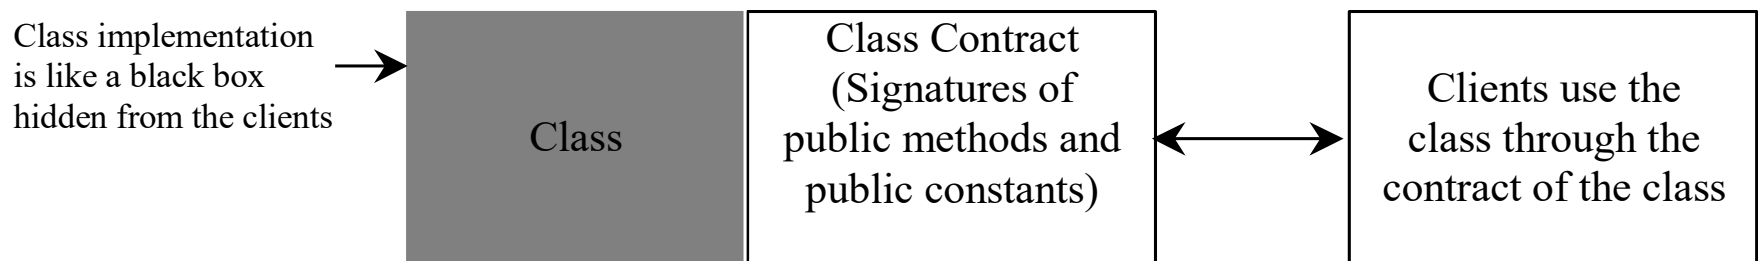 Class implementation
is like a black box
hidden from the clients
Class
Class Contract
(Signatures of
public methods and
public constants)
Clients use the
class through the
contract of the class